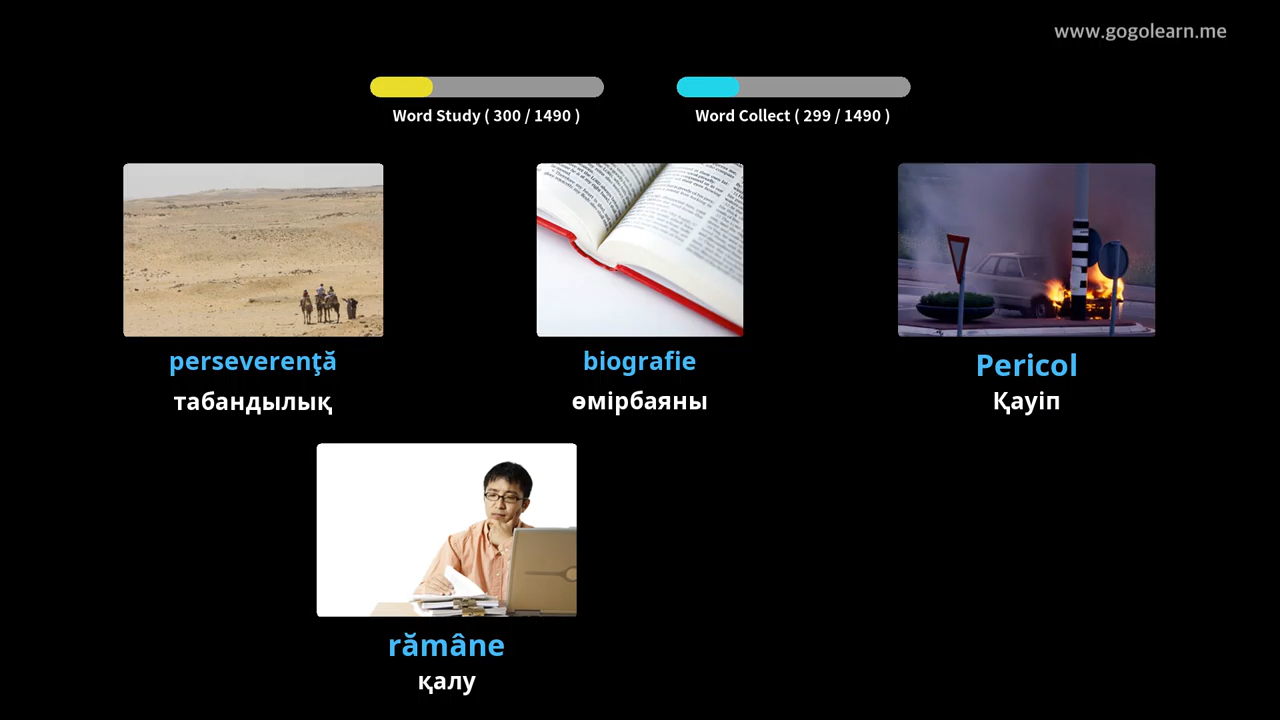 www.gogolearn.me
Word Study ( 300 / 1490 )
Word Collect ( 299 / 1490 )
perseverenţă
biografie
Pericol
табандылық
өмірбаяны
Қауіп
rămâne
қалу